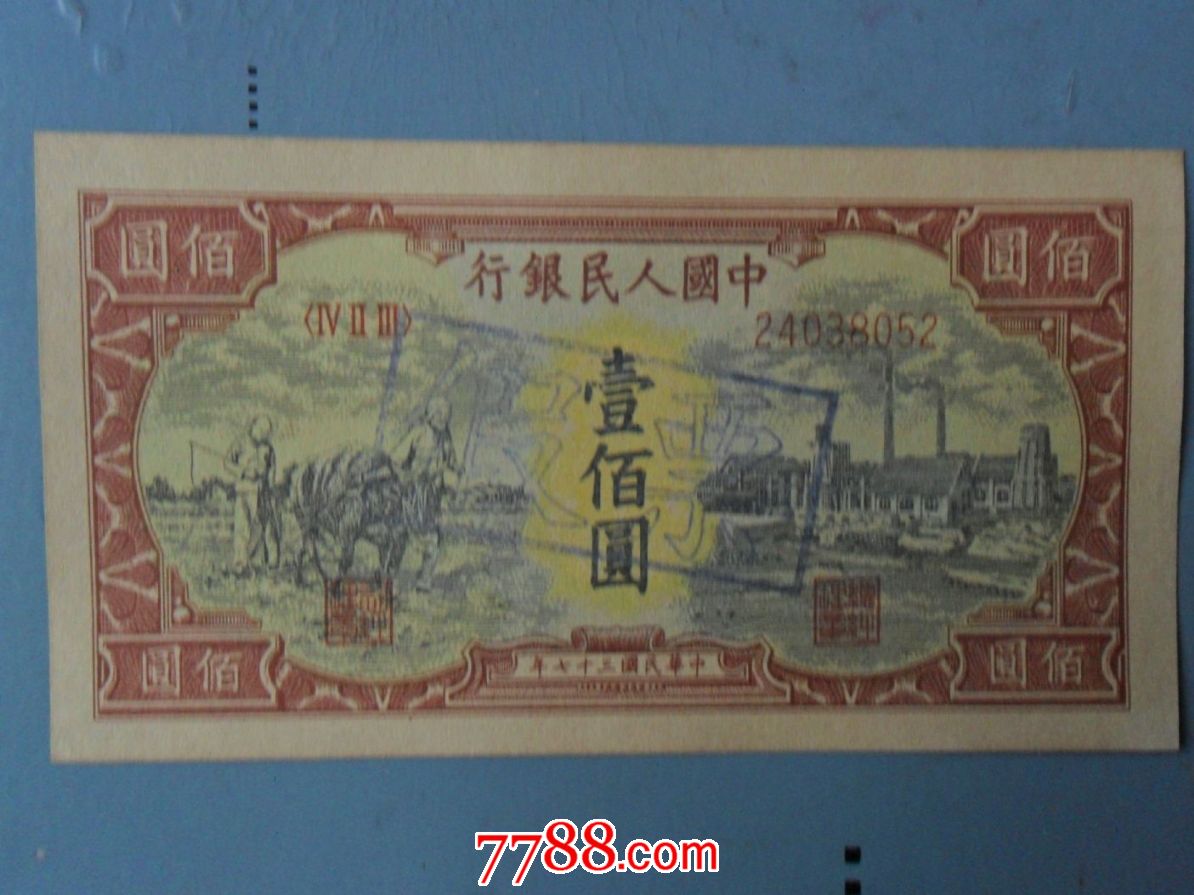 佰圓
佰圓
中國人民銀行
〈IV II III〉
24038052
壹佰圓
佰圓
佰圓
中華民國三十七年
7788.com